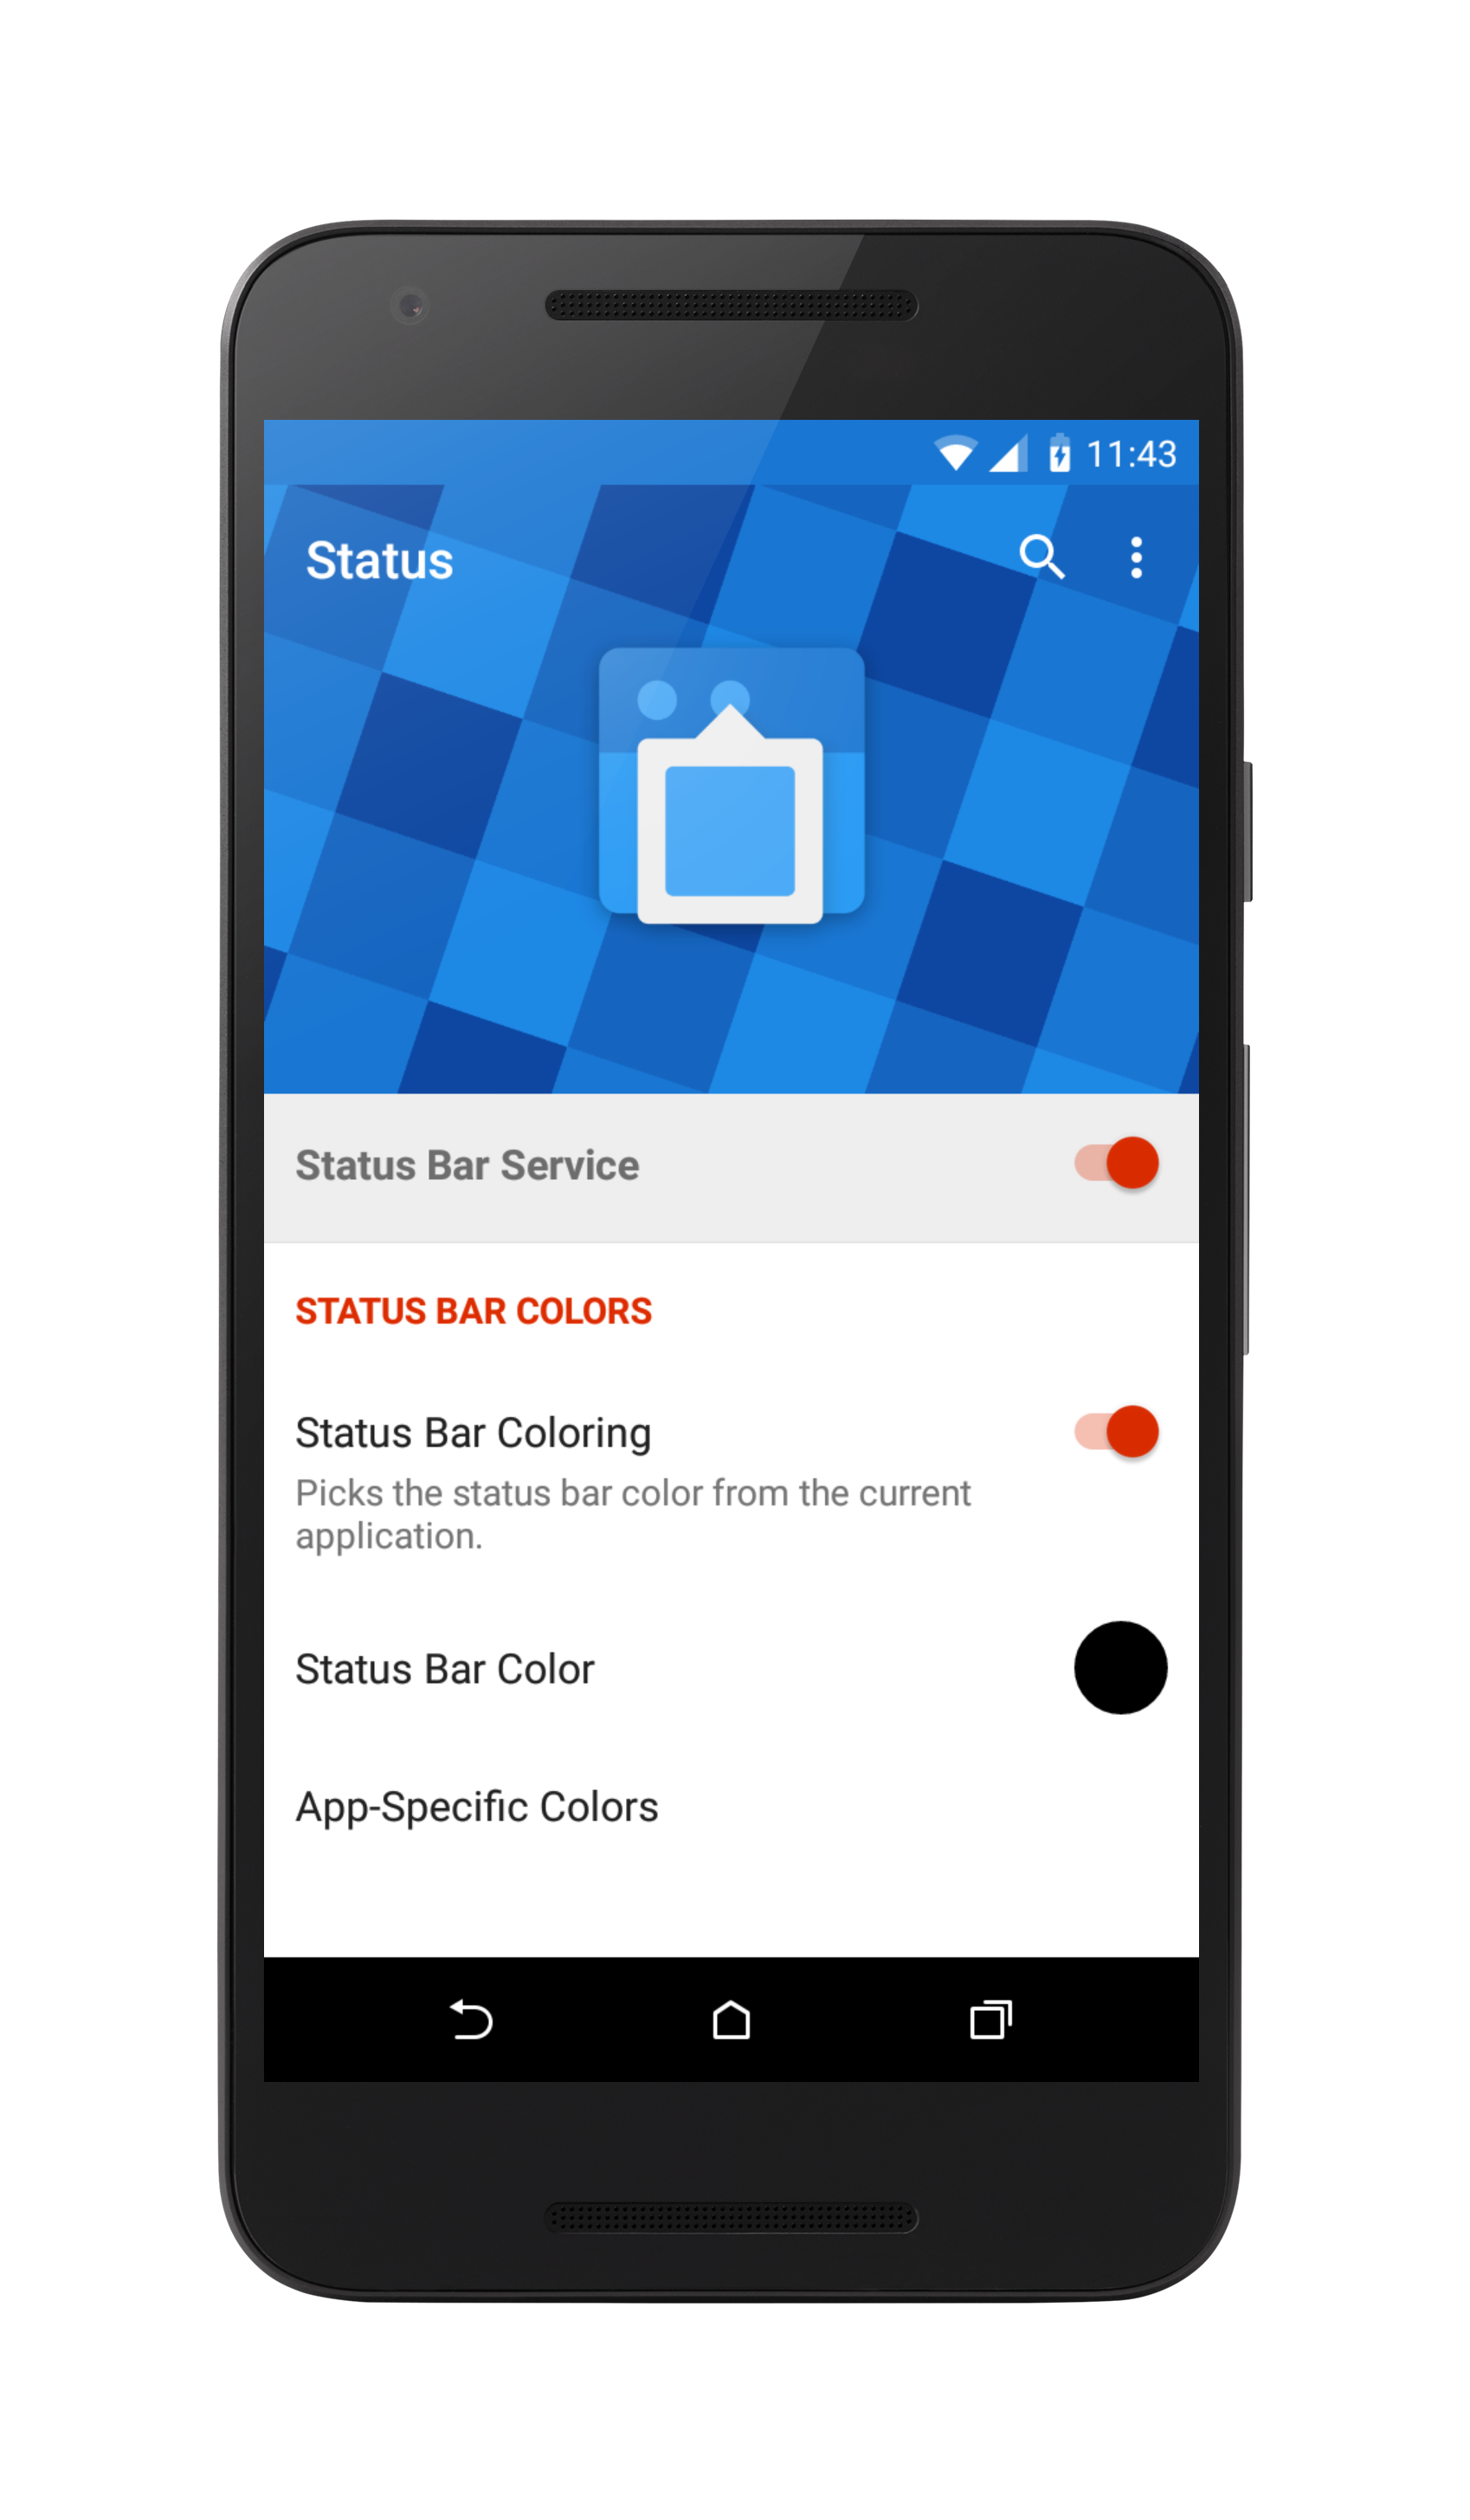 11:43
Status
Status Bar Service
STATUS BAR COLORS
Status Bar Coloring
Picks the status bar color from the current
application.
Status Bar Color
App-Specific Colors